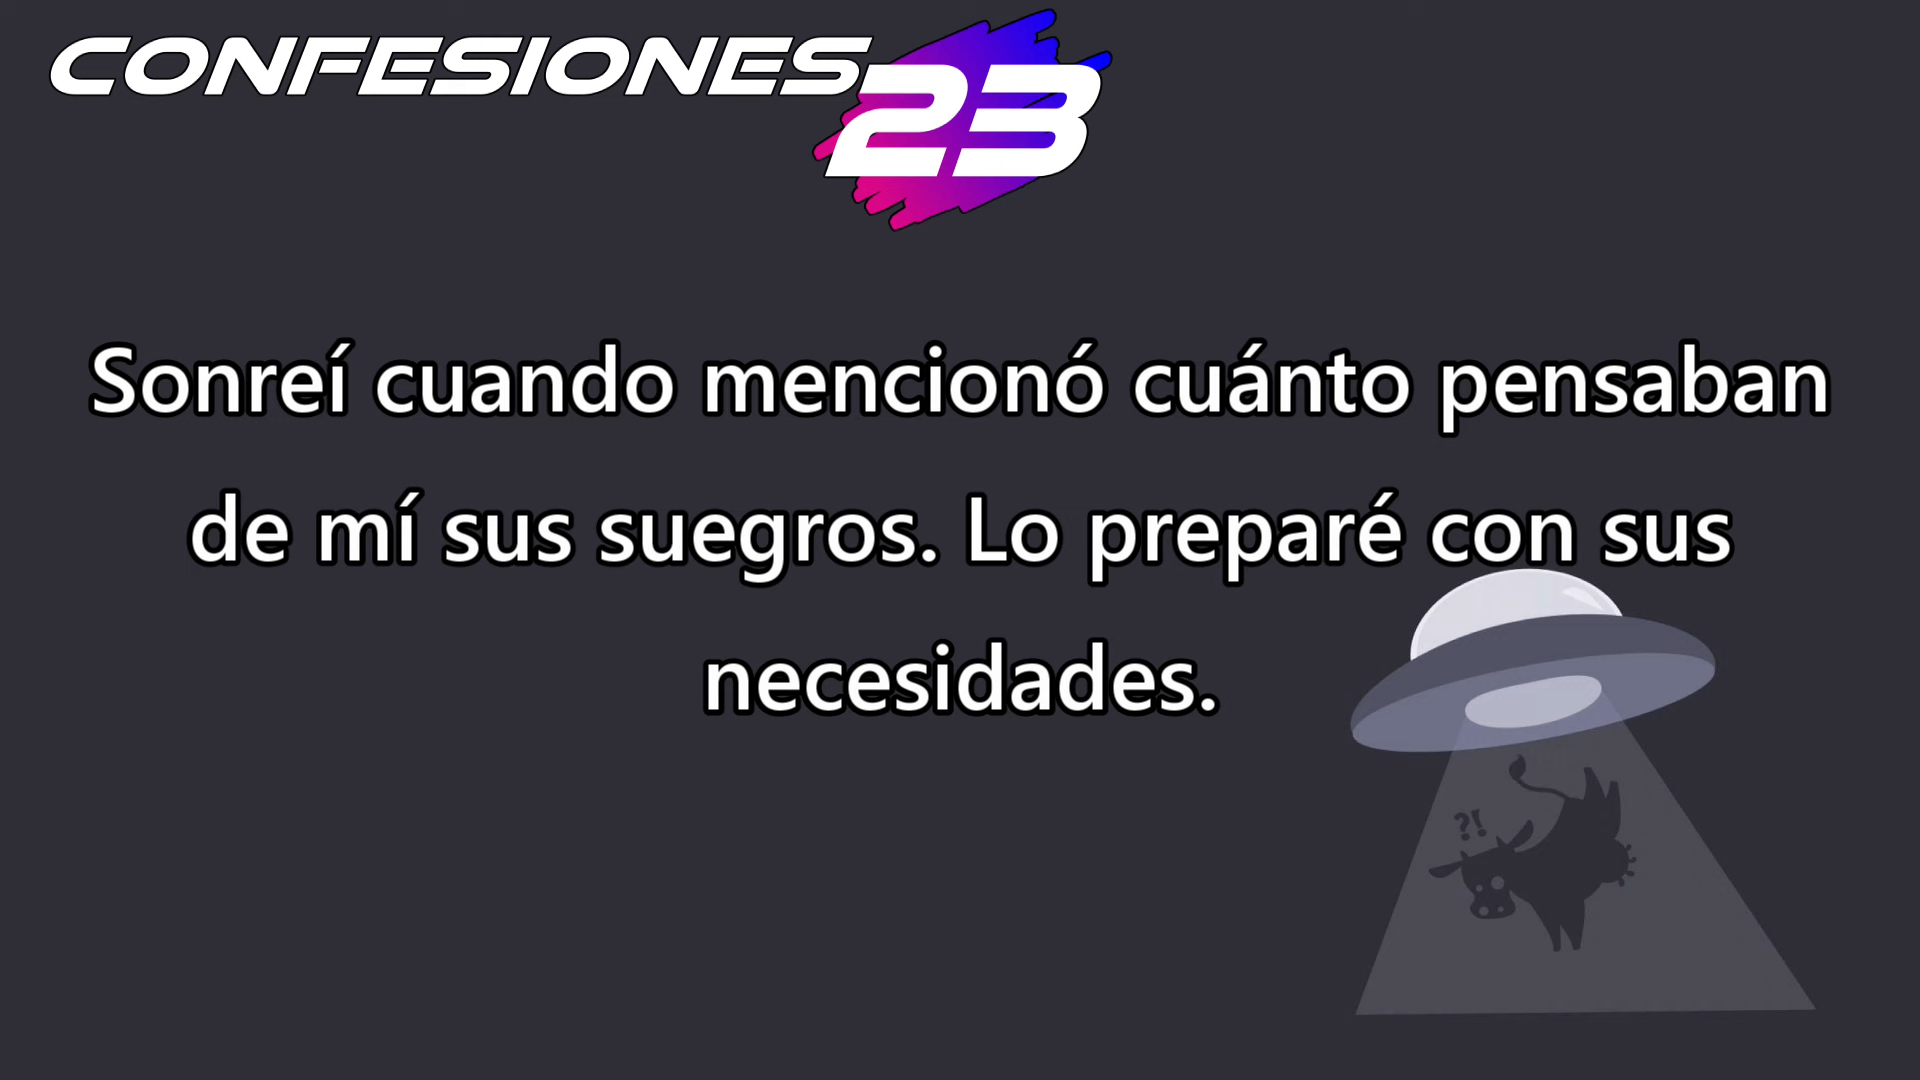 CONFESIONES
23
Sonreí cuando mencionó cuánto pensaban
de mí sus suegros. Lo preparé con sus
necesidades.
?!